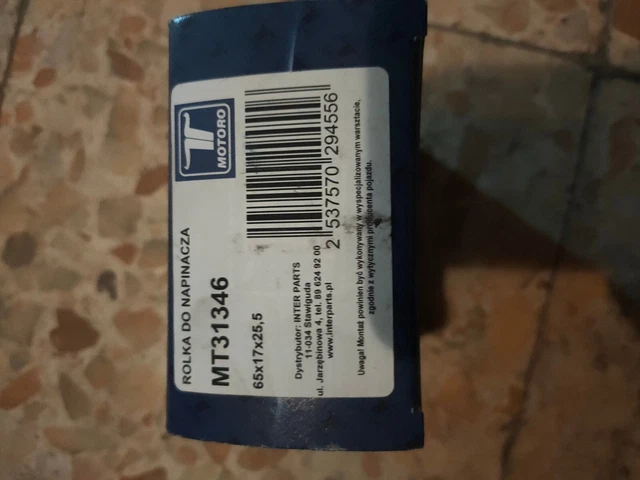 ROLKA DO NAPINACZA
MT31346
65x17x25,5
MOTORO
2 537570 294556
Dystrybutor: INTER PARTS
11-034 Stawiguda
ul. Jarzębinowa 4, tel. 89 624 92 00
www.interparts.pl
Uwaga! Montaż powinien być wykonywany w wyspecjalizowanym warsztacie,
zgodnie z wytycznymi producenta pojazdu.